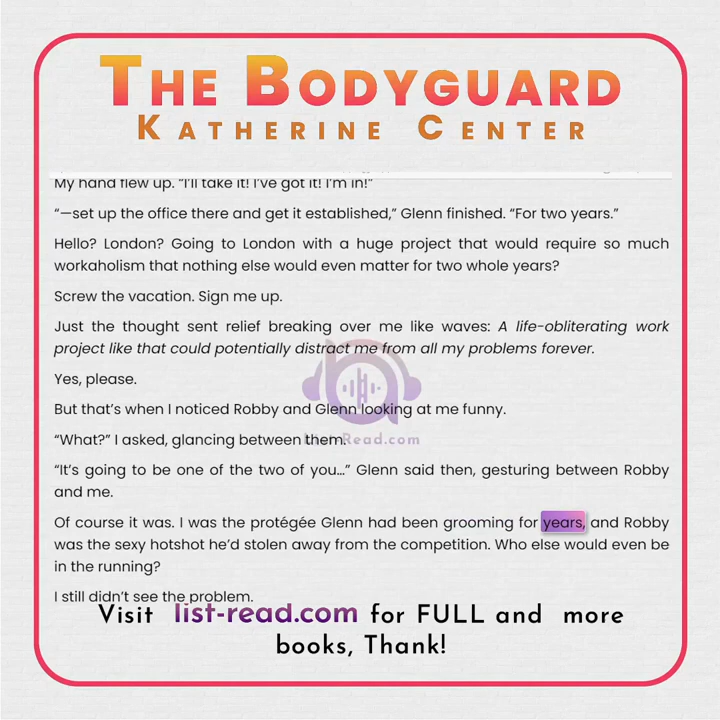 THE BODYGUARD
KATHERINE CENTER
My hand flew up. “I’ll take it! I’ve got it! I’m in!”
“—set up the office there and get it established,” Glenn finished. “For two years.”
Hello? London? Going to London with a huge project that would require so much
workaholism that nothing else would even matter for two whole years?
Screw the vacation. Sign me up.
Just the thought sent relief breaking over me like waves: A life-obliterating work
project like that could potentially distract me from all my problems forever.
Yes, please.
But that’s when I noticed Robby and Glenn looking at me funny.
“What?” I asked, glancing between them.
Read.com
“It’s going to be one of the two of you…” Glenn said then, gesturing between Robby
and me.
Of course it was. I was the protégée Glenn had been grooming for years, and Robby
was the sexy hotshot he’d stolen away from the competition. Who else would even be
in the running?
I still didn’t see the problem.
Visit list-read.com for FULL and more
books, Thank!